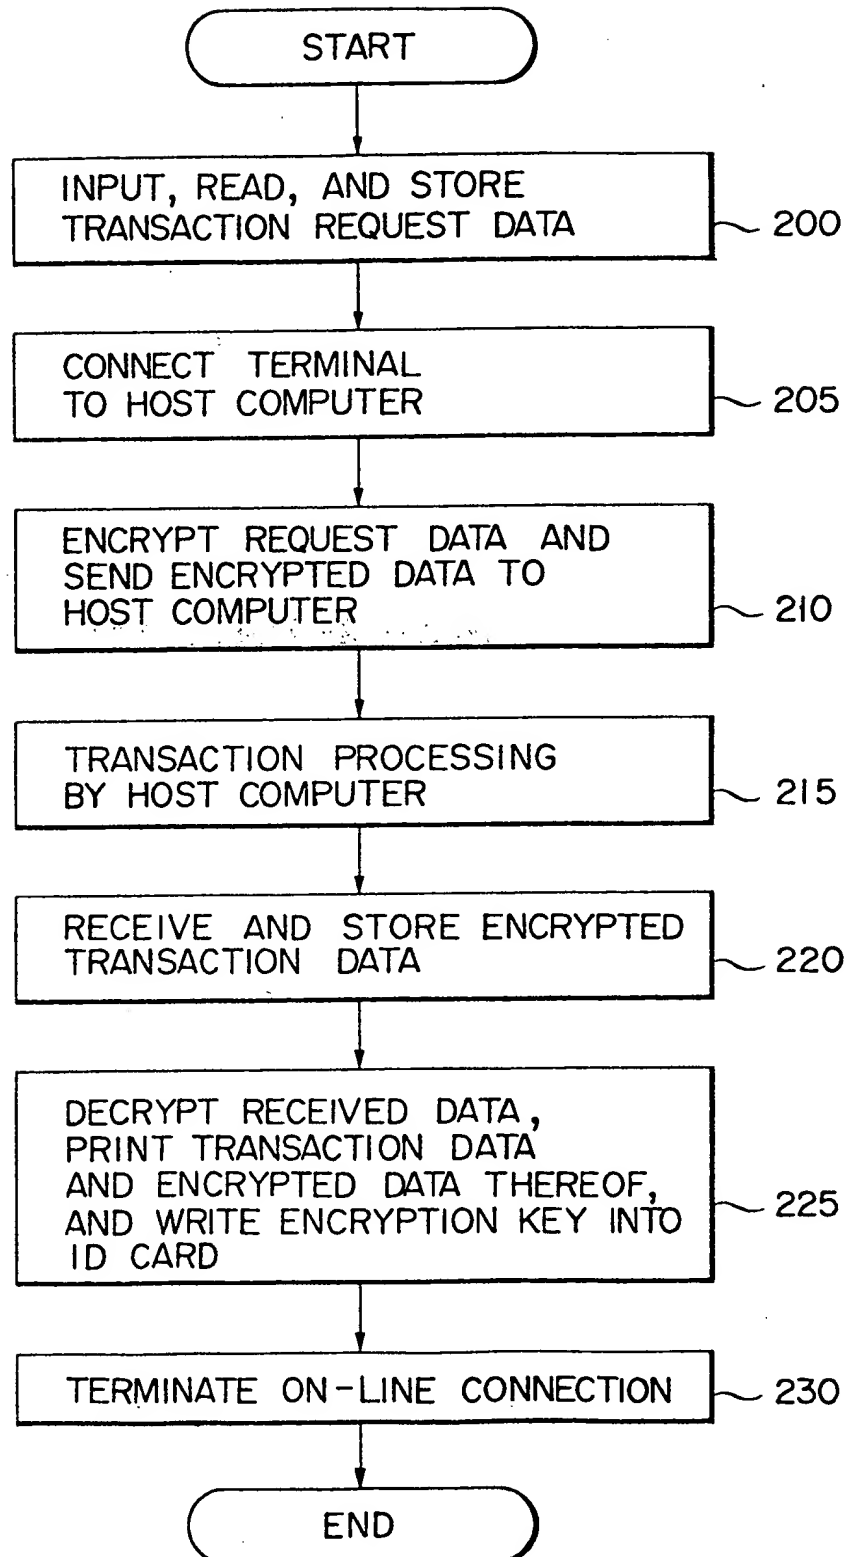 START
INPUT, READ, AND STORE
TRANSACTION REQUEST DATA
200
CONNECT TERMINAL
TO HOST COMPUTER
205
ENCRYPT REQUEST DATA AND
SEND ENCRYPTED DATA TO
HOST COMPUTER
210
TRANSACTION PROCESSING
BY HOST COMPUTER
215
RECEIVE AND STORE ENCRYPTED
TRANSACTION DATA
220
DECRYPT RECEIVED DATA,
PRINT TRANSACTION DATA
AND ENCRYPTED DATA THEREOF,
AND WRITE ENCRYPTION KEY INTO
ID CARD
225
TERMINATE ON-LINE CONNECTION
230
END